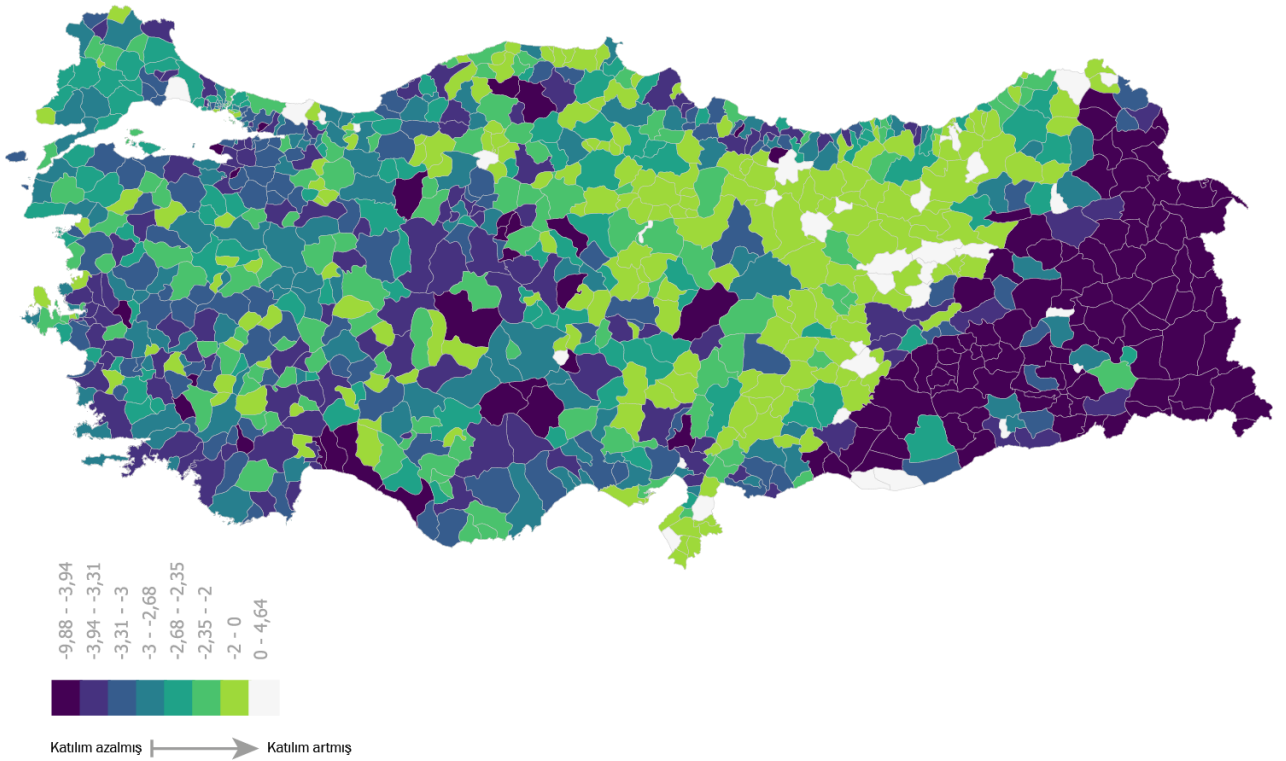 -9,88 - -3,94
-3,94 - -3,31
-3,31 - -3
-3 - -2,68
-2,68 - -2,35
-2,35 - -2
-2 - 0
0 - 4,64
Katılım azalmış
Katılım artmış